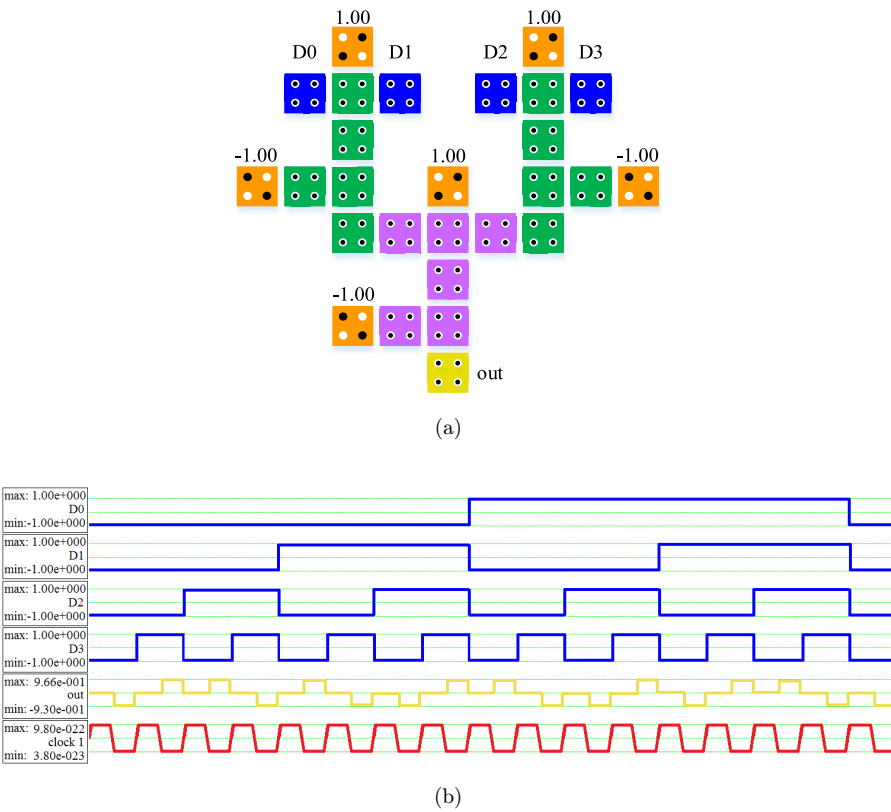 1.00 1.00
D0 D1 D2 D3
-1.00 1.00 -1.00
-1.00
out
(a)
max: 1.00e+000
D0
min:-1.00e+000
max: 1.00e+000
D1
min:-1.00e+000
max: 1.00e+000
D2
min:-1.00e+000
max: 1.00e+000
D3
min:-1.00e+000
max: 9.66e-001
out
min: -9.30e-001
max: 9.80e-022
clock 1
min: 3.80e-023
(b)